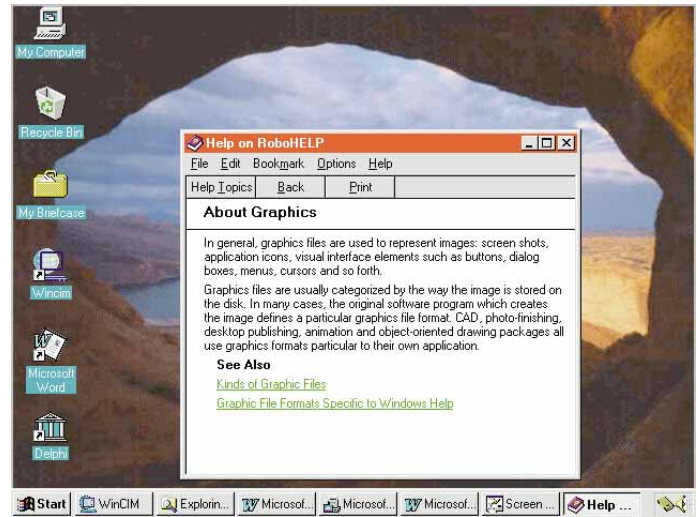 My Computer
Recycle Bin
My Briefcase
Wincim
Microsoft
Word
Delphi
Help on RoboHELP
File Edit Bookmark Options Help
Help Topics Back Print
About Graphics
In general, graphics files are used to represent images: screen shots,
application icons, visual interface elements such as buttons, dialog
boxes, menus, cursors and so forth.
Graphics files are usually categorized by the way the image is stored on
the disk. In many cases, the original software program which creates
the image defines a particular graphics file format. CAD, photo-finishing,
desktop publishing, animation and object-oriented drawing packages all
use graphics formats particular to their own application.
See Also
Kinds of Graphic Files
Graphic File Formats Specific to Windows Help
Start WinCIM Explorin... Microsof... Microsof... Microsof... Screen ... Help ...